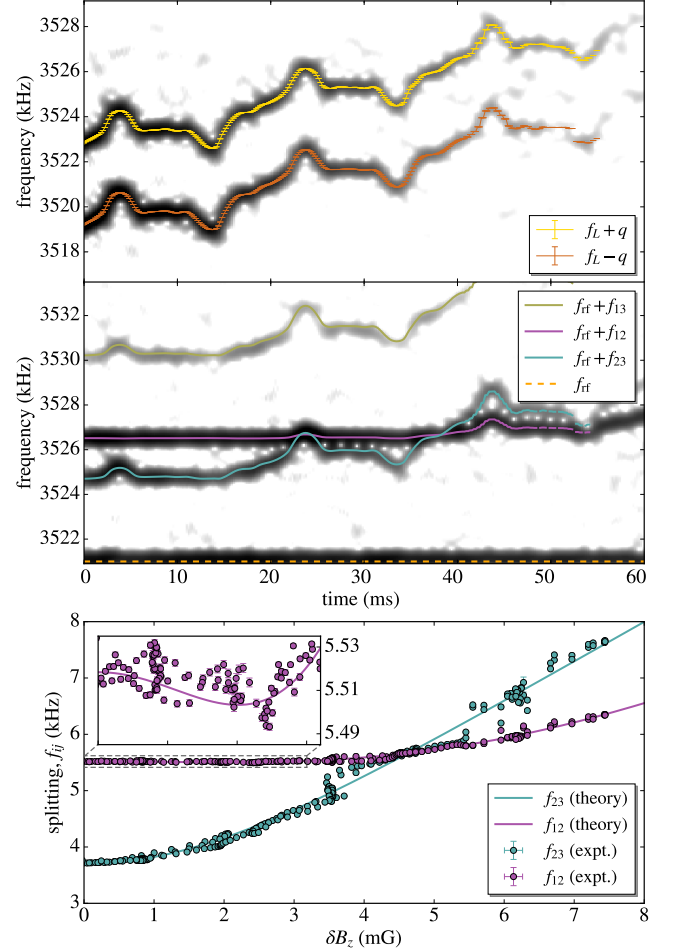 3528
3526
3524
3522
3520
3518
frequency (kHz)
f_L + q
f_L − q
3532
3530
3528
3526
3524
3522
frequency (kHz)
f_rf + f_13
f_rf + f_12
f_rf + f_23
f_rf
0 10 20 30 40 50 60
time (ms)
8
7
6
5
4
3
splitting, f_ij (kHz)
5.53
5.51
5.49
f_23 (theory)
f_12 (theory)
f_23 (expt.)
f_12 (expt.)
0 1 2 3 4 5 6 7 8
δB_z (mG)